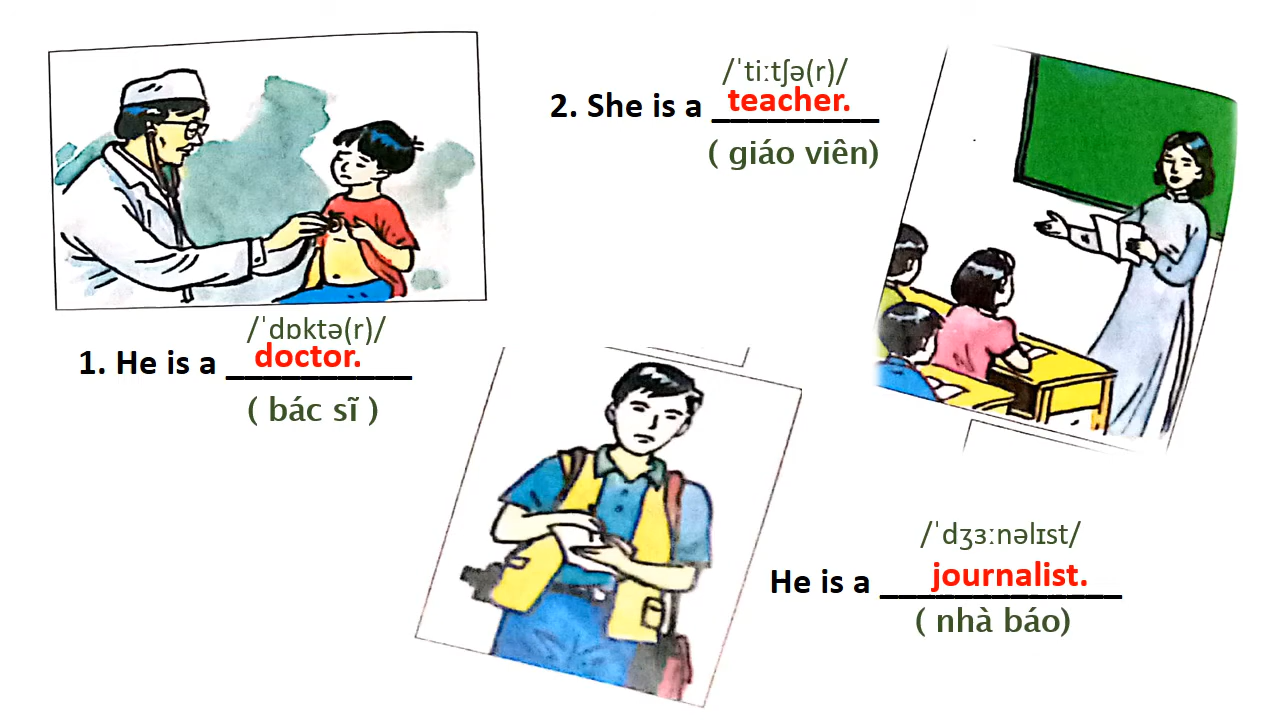 /ˈtiːtʃə(r)/
2. She is a teacher.
( giáo viên)
/ˈdɒktə(r)/
1. He is a doctor.
( bác sĩ )
/ˈdʒɜːnəlɪst/
He is a journalist.
( nhà báo)